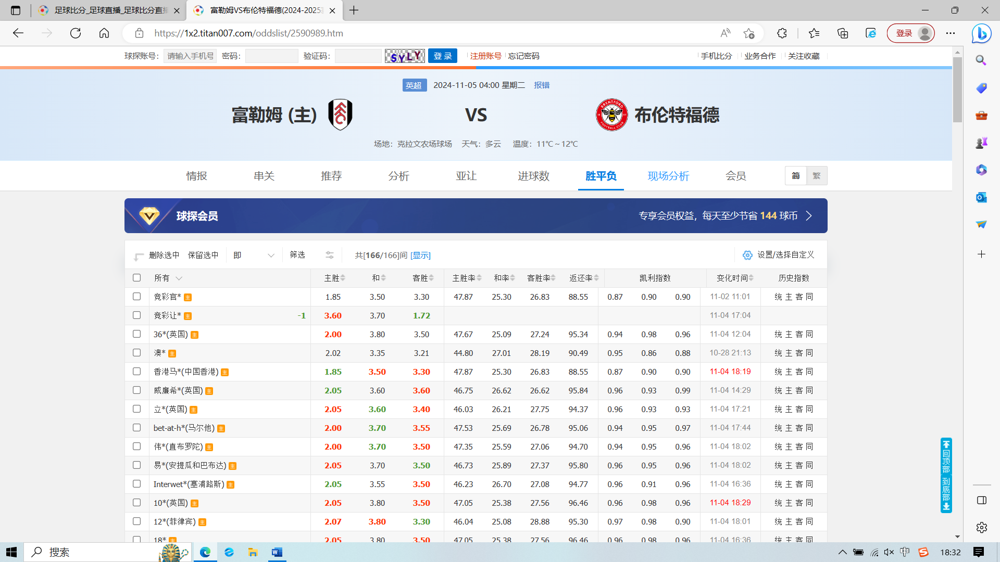 足球比分_足球直播_足球比分直播
富勒姆VS布伦特福德(2024-2025
https://1x2.titan007.com/oddslist/2590989.htm
登录
球探账号： 请输入手机号 密码： 验证码： SYLY 登 录 注册账号 忘记密码 手机比分 业务合作 关注收藏
英超 2024-11-05 04:00 星期二 报错
富勒姆 (主) VS BRENTFORD FOOTBALL CLUB 布伦特福德
场地：克拉文农场球场 天气：多云 温度：11℃～12℃
情报 串关 推荐 分析 亚让 进球数 胜平负 现场分析 会员 简 繁
球探会员 专享会员权益，每天至少节省 144 球币
删除选中 保留选中 即 筛选 共[166/166]间 [显示] 设置/选择自定义
所有 主胜 和 客胜 主胜率 和率 客胜率 返还率 凯利指数 变化时间 历史指数
竞彩官* 主 1.85 3.50 3.30 47.87 25.30 26.83 88.55 0.87 0.90 0.90 11-02 11:01 统 主 客 同
竞彩让* 主 -1 3.60 3.70 1.72 11-04 17:04
36*(英国) 主 2.00 3.80 3.50 47.67 25.09 27.24 95.34 0.94 0.98 0.96 11-04 12:04 统 主 客 同
澳* 主 2.02 3.35 3.21 44.80 27.01 28.19 90.49 0.95 0.86 0.88 10-28 21:13 统 主 客 同
香港马*(中国香港) 主 1.85 3.50 3.30 47.87 25.30 26.83 88.55 0.87 0.90 0.90 11-04 18:19 统 主 客 同
威廉希*(英国) 主 2.05 3.60 3.60 46.75 26.62 26.62 95.84 0.96 0.93 0.99 11-04 14:29 统 主 客 同
立*(英国) 主 2.05 3.60 3.40 46.03 26.21 27.75 94.37 0.96 0.93 0.93 11-04 17:21 统 主 客 同
bet-at-h*(马尔他) 主 2.00 3.70 3.55 47.53 25.69 26.78 95.06 0.94 0.95 0.97 11-04 17:44 统 主 客 同
伟*(直布罗陀) 主 2.00 3.70 3.50 47.35 25.59 27.06 94.70 0.94 0.95 0.96 11-04 18:02 统 主 客 同
易*(安提瓜和巴布达) 主 2.05 3.70 3.50 46.73 25.89 27.37 95.80 0.96 0.95 0.96 11-04 18:02 统 主 客 同
Interwet*(塞浦路斯) 主 2.05 3.55 3.50 46.23 26.70 27.08 94.77 0.96 0.91 0.96 11-04 16:36 统 主 客 同
10*(英国) 主 2.05 3.80 3.50 47.05 25.38 27.56 96.46 0.96 0.98 0.96 11-04 18:29 统 主 客 同
12*(菲律宾) 主 2.07 3.80 3.30 46.04 25.08 28.88 95.30 0.97 0.98 0.90 11-04 18:01 统 主 客 同
18* 主 2.05 3.80 3.50 47.05 25.38 27.56 96.46 0.96 0.98 0.96 11-04 16:36 统 主 客 同
回顶部
到底部
搜索 中 18:32